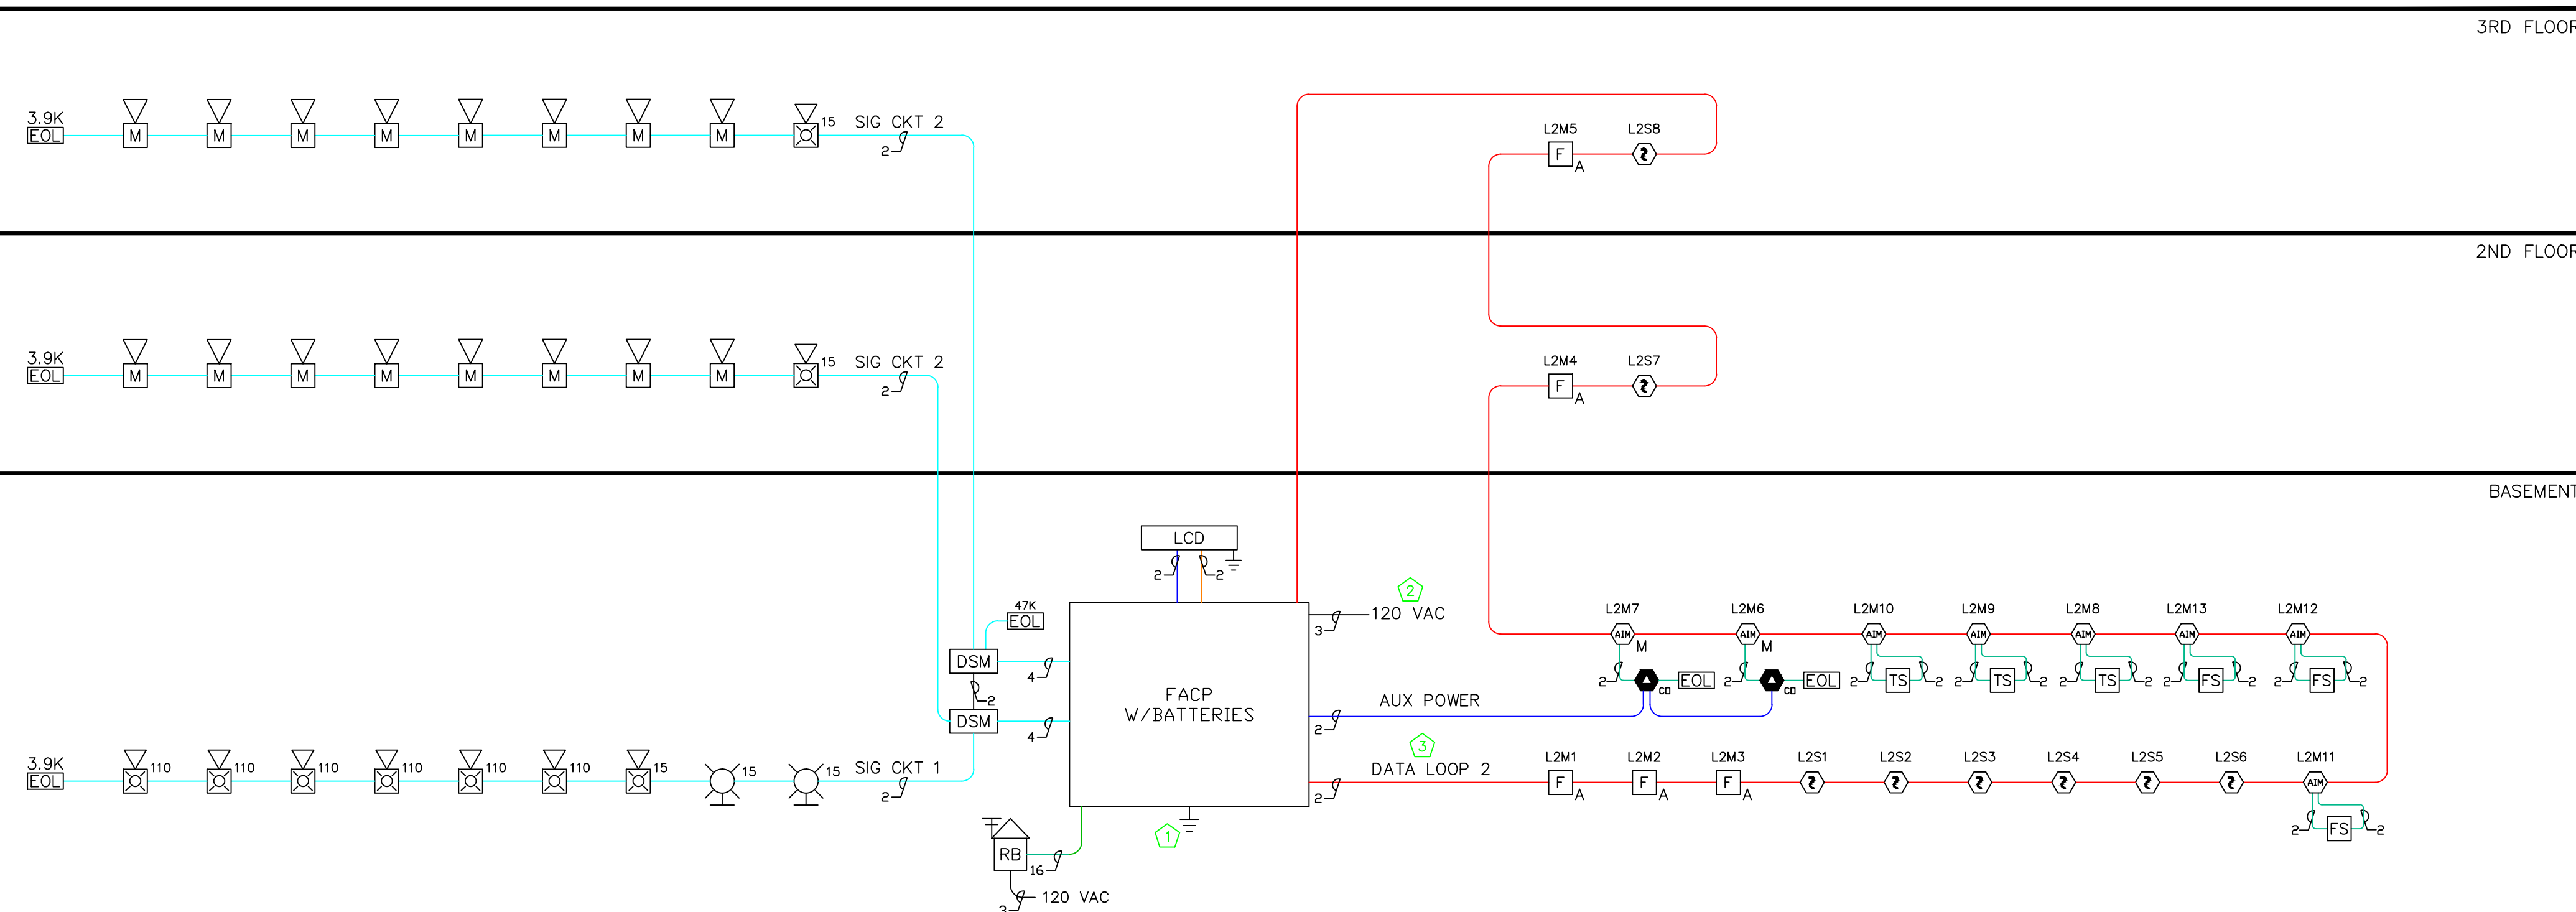 3RD FLOOR
3.9K
EOL
M M M M M M M M 15 SIG CKT 2
2
L2M5 L2S8
F A
2ND FLOOR
3.9K
EOL
M M M M M M M M 15 SIG CKT 2
2
L2M4 L2S7
F A
BASEMENT
LCD
2 2
47K
EOL
DSM
4
2
DSM
4
FACP
W/BATTERIES
2
120 VAC
3
AUX POWER
2
3
DATA LOOP 2
2
L2M7 L2M6 L2M10 L2M9 L2M8 L2M13 L2M12
AIM AIM AIM AIM AIM AIM AIM
M M
2 CO EOL 2 CO EOL 2 TS 2 2 TS 2 2 TS 2 2 FS 2 2 FS 2
L2M1 L2M2 L2M3 L2S1 L2S2 L2S3 L2S4 L2S5 L2S6 L2M11
F A F A F A AIM
2 FS 2
3.9K
EOL
110 110 110 110 110 110 15 15 15 SIG CKT 1
2
1
RB
16
120 VAC
3